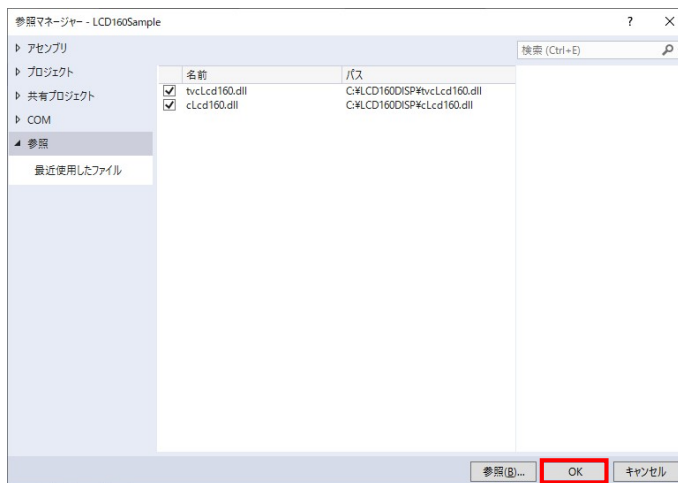 参照マネージャー - LCD160Sample
? ×
▷ アセンブリ
検索 (Ctrl+E)
▷ プロジェクト
名前 パス
▷ 共有プロジェクト
tvcLcd160.dll C:¥LCD160DISP¥tvcLcd160.dll
cLcd160.dll C:¥LCD160DISP¥cLcd160.dll
▷ COM
◢ 参照
最近使用したファイル
参照(B)... OK キャンセル